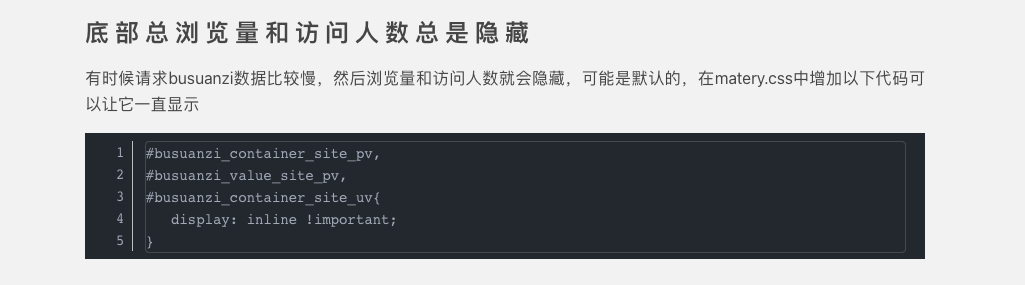 底部总浏览量和访问人数总是隐藏
有时候请求busuanzi数据比较慢，然后浏览量和访问人数就会隐藏，可能是默认的，在matery.css中增加以下代码可
以让它一直显示
1 #busuanzi_container_site_pv,
2 #busuanzi_value_site_pv,
3 #busuanzi_container_site_uv{
4    display: inline !important;
5 }